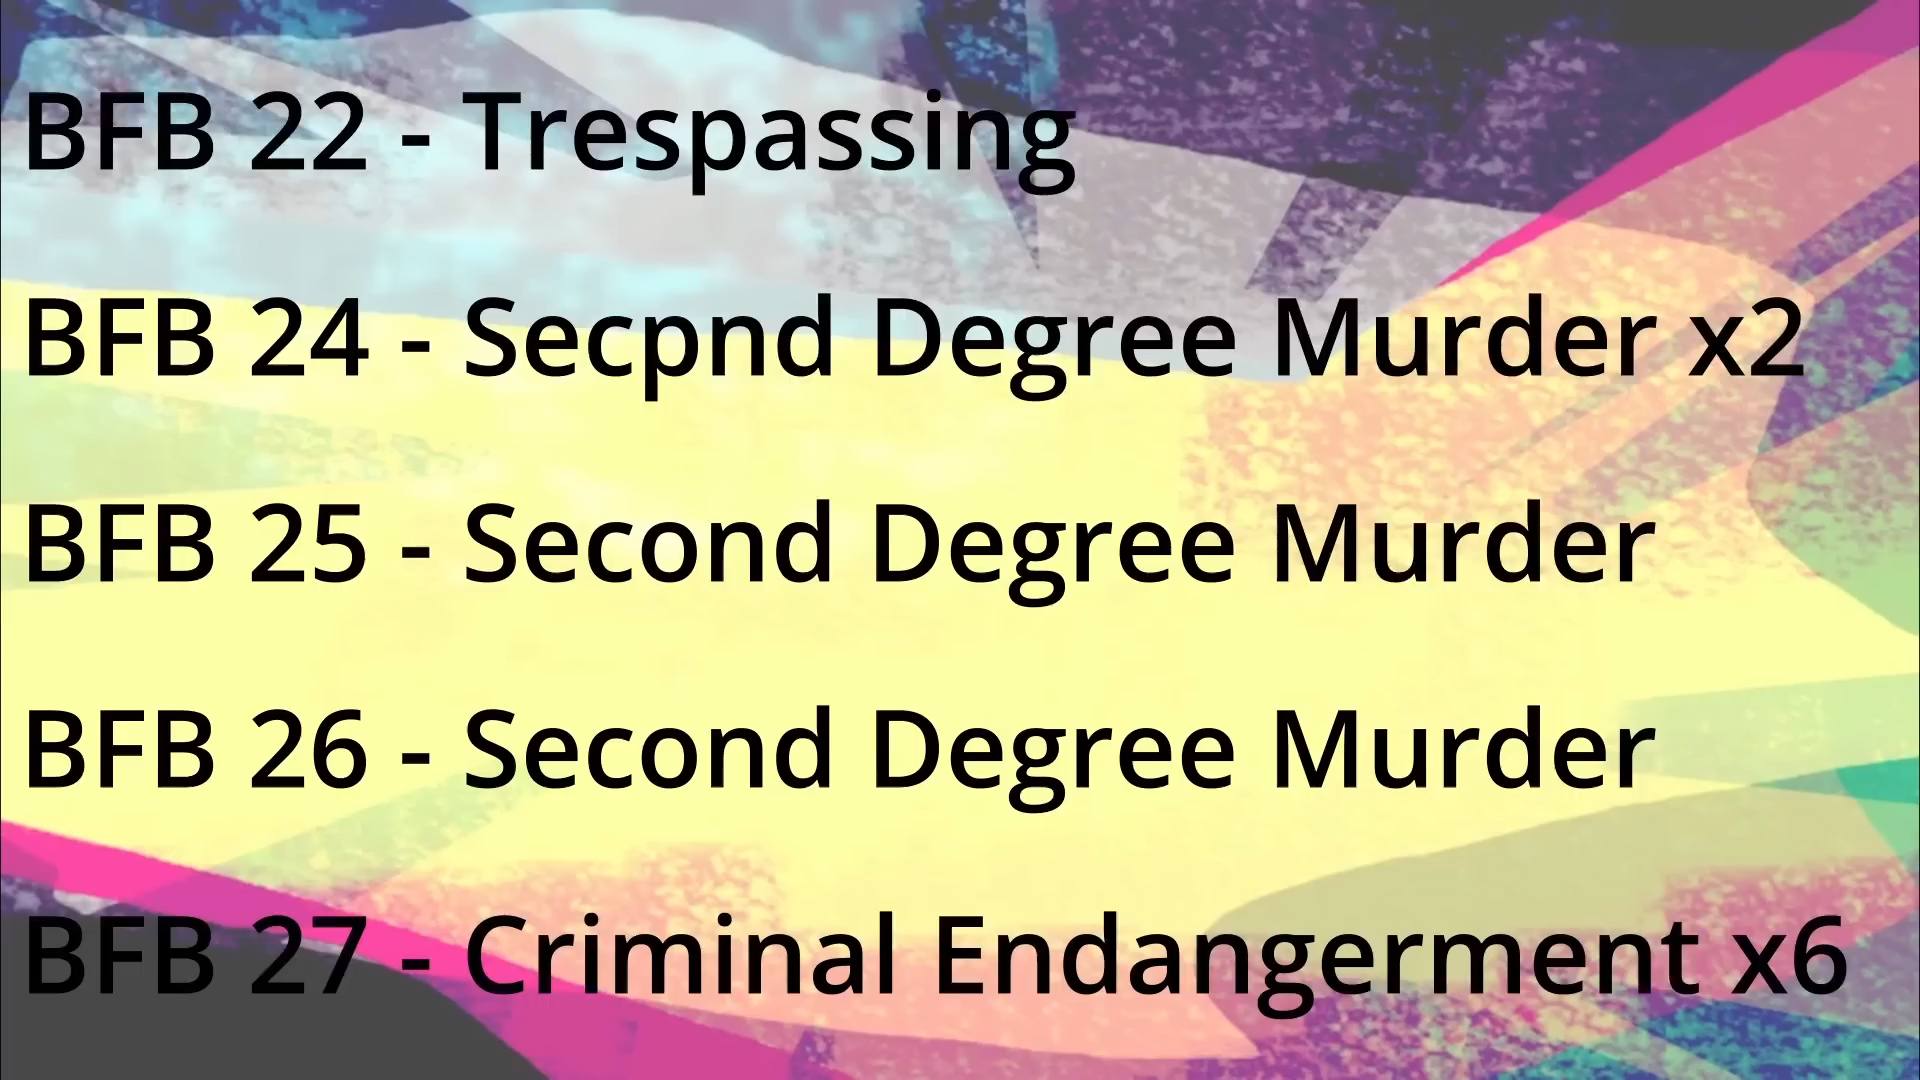 BFB 22 - Trespassing
BFB 24 - Secpnd Degree Murder x2
BFB 25 - Second Degree Murder
BFB 26 - Second Degree Murder
BFB 27 - Criminal Endangerment x6